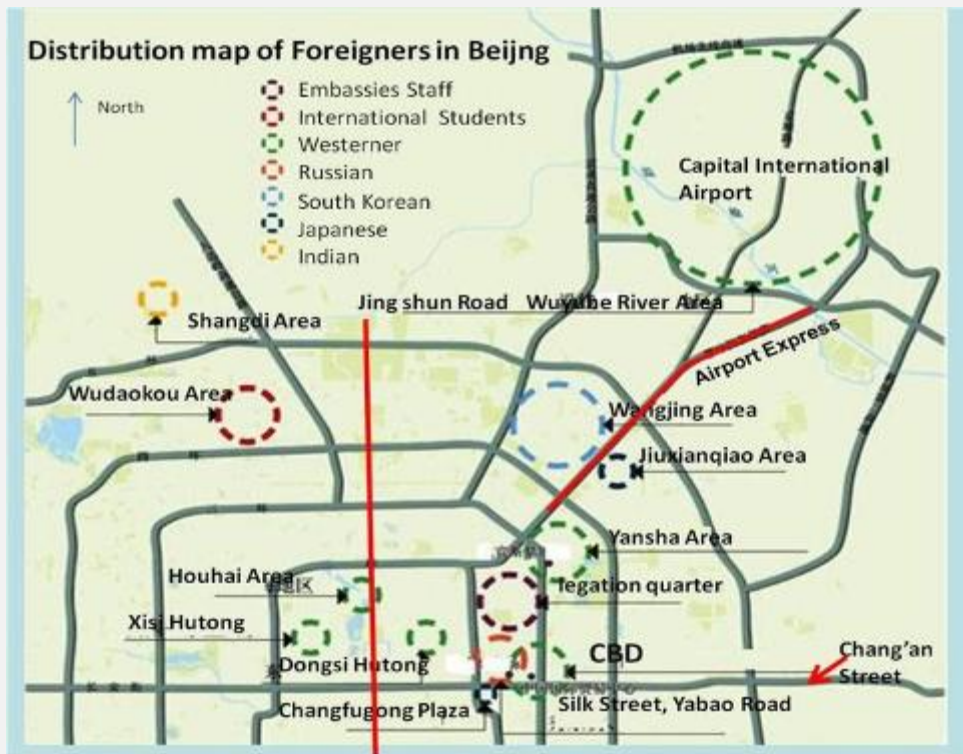 Distribution map of Foreigners in Beijng
North
Embassies Staff
International Students
Westerner
Russian
South Korean
Japanese
Indian
Capital International
Airport
Shangdi Area
Jing shun Road
River Area
Airport Express
Wudaokou Area
Wangjing Area
Jiuxianqiao Area
Yansha Area
Houhai Area
legation quarter
Xisi Hutong
Dongsi Hutong
CBD
Chang'an
Street
Changfugong Plaza
Silk Street, Yabao Road